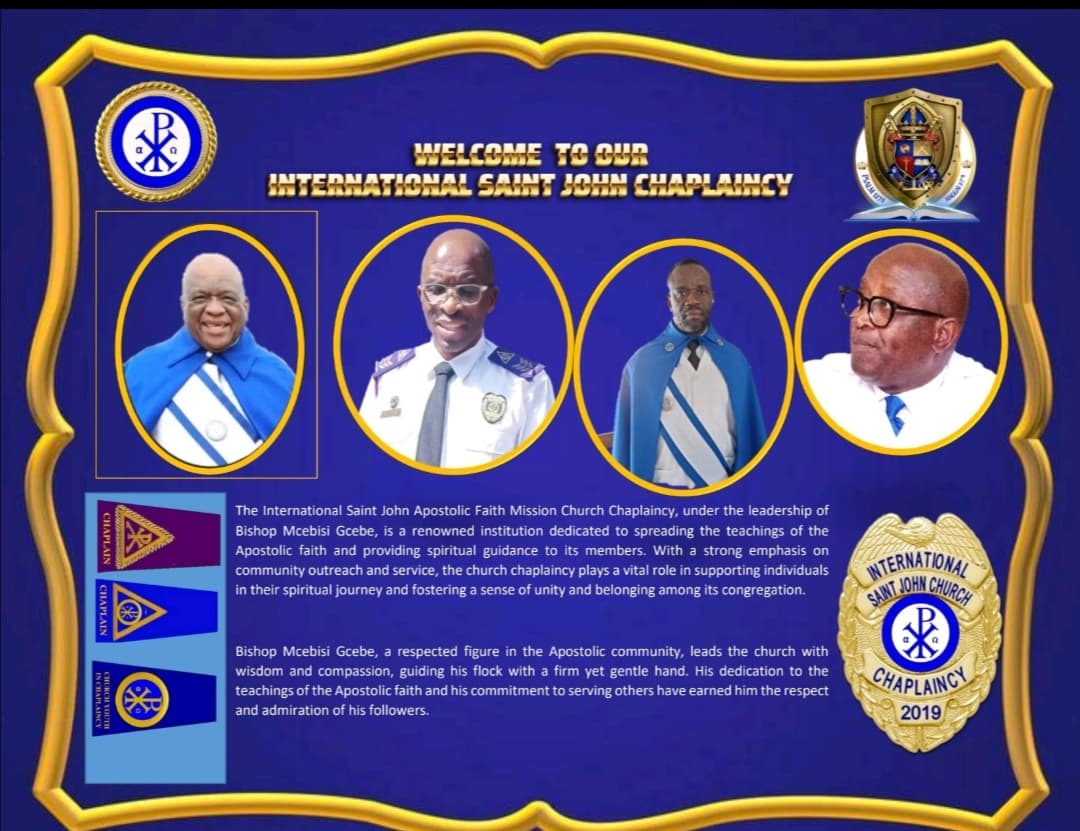 WELCOME TO OUR
INTERNATIONAL SAINT JOHN CHAPLAINCY
The International Saint John Apostolic Faith Mission Church Chaplaincy, under the leadership of
Bishop Mcebisi Gcebe, is a renowned institution dedicated to spreading the teachings of the
Apostolic faith and providing spiritual guidance to its members. With a strong emphasis on
community outreach and service, the church chaplaincy plays a vital role in supporting individuals
in their spiritual journey and fostering a sense of unity and belonging among its congregation.
Bishop Mcebisi Gcebe, a respected figure in the Apostolic community, leads the church with
wisdom and compassion, guiding his flock with a firm yet gentle hand. His dedication to the
teachings of the Apostolic faith and his commitment to serving others have earned him the respect
and admiration of his followers.
CHAPLAIN
CHAPLAIN
CHURCH YOUTH
IN CHAPLAINCY
INTERNATIONAL
SAINT JOHN CHURCH
α Ω
CHAPLAINCY
2019